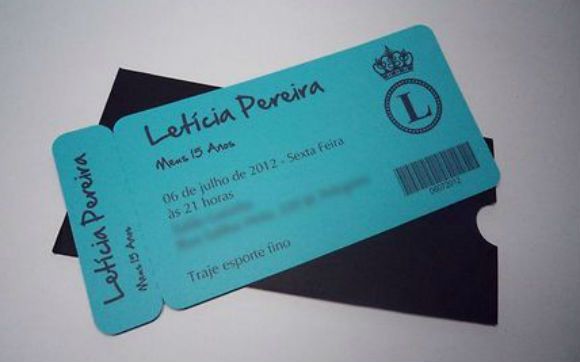 Letícia Pereira
Meus 15 Anos
Letícia Pereira
Meus 15 Anos
06 de julho de 2012 - Sexta Feira
às 21 horas
Traje esporte fino
L
06072012